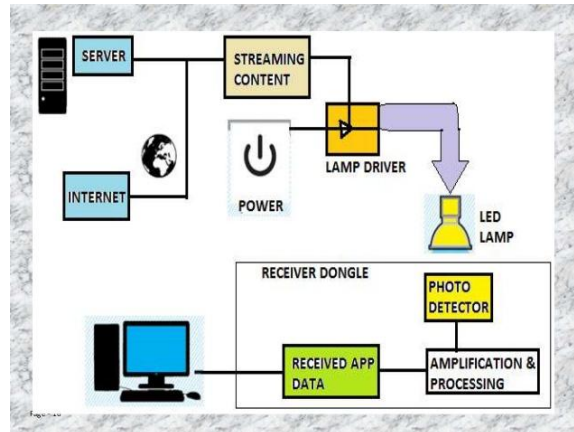 SERVER
STREAMING
CONTENT
INTERNET
POWER
LAMP DRIVER
LED
LAMP
RECEIVER DONGLE
PHOTO
DETECTOR
RECEIVED APP
DATA
AMPLIFICATION &
PROCESSING